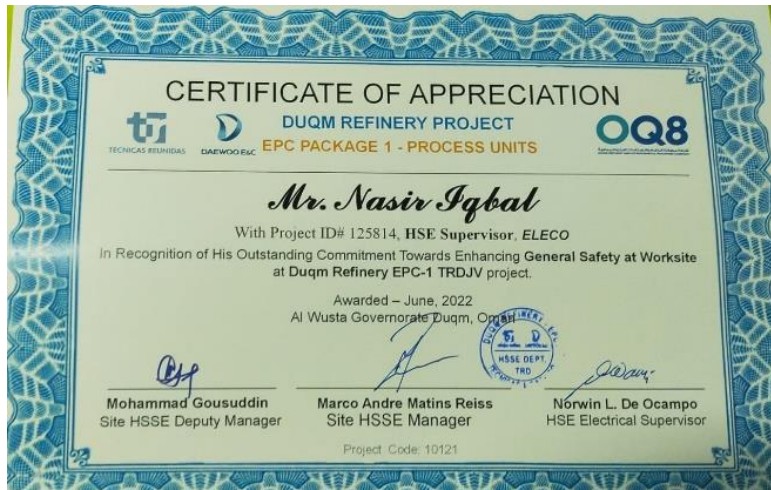 CERTIFICATE OF APPRECIATION
TECNICAS REUNIDAS
DAEWOO E&C
DUQM REFINERY PROJECT
EPC PACKAGE 1 - PROCESS UNITS
OQ8
Mr. Nasir Iqbal
With Project ID# 125814, HSE Supervisor, ELECO
In Recognition of His Outstanding Commitment Towards Enhancing General Safety at Worksite
at Duqm Refinery EPC-1 TRDJV project.
Awarded – June, 2022
Al Wusta Governorate Duqm, Oman
DUQM REFINERY, EPC
HSSE DEPT.
TRD
Mohammad Gousuddin
Site HSSE Deputy Manager
Marco Andre Matins Reiss
Site HSSE Manager
Norwin L. De Ocampo
HSE Electrical Supervisor
Project Code: 10121